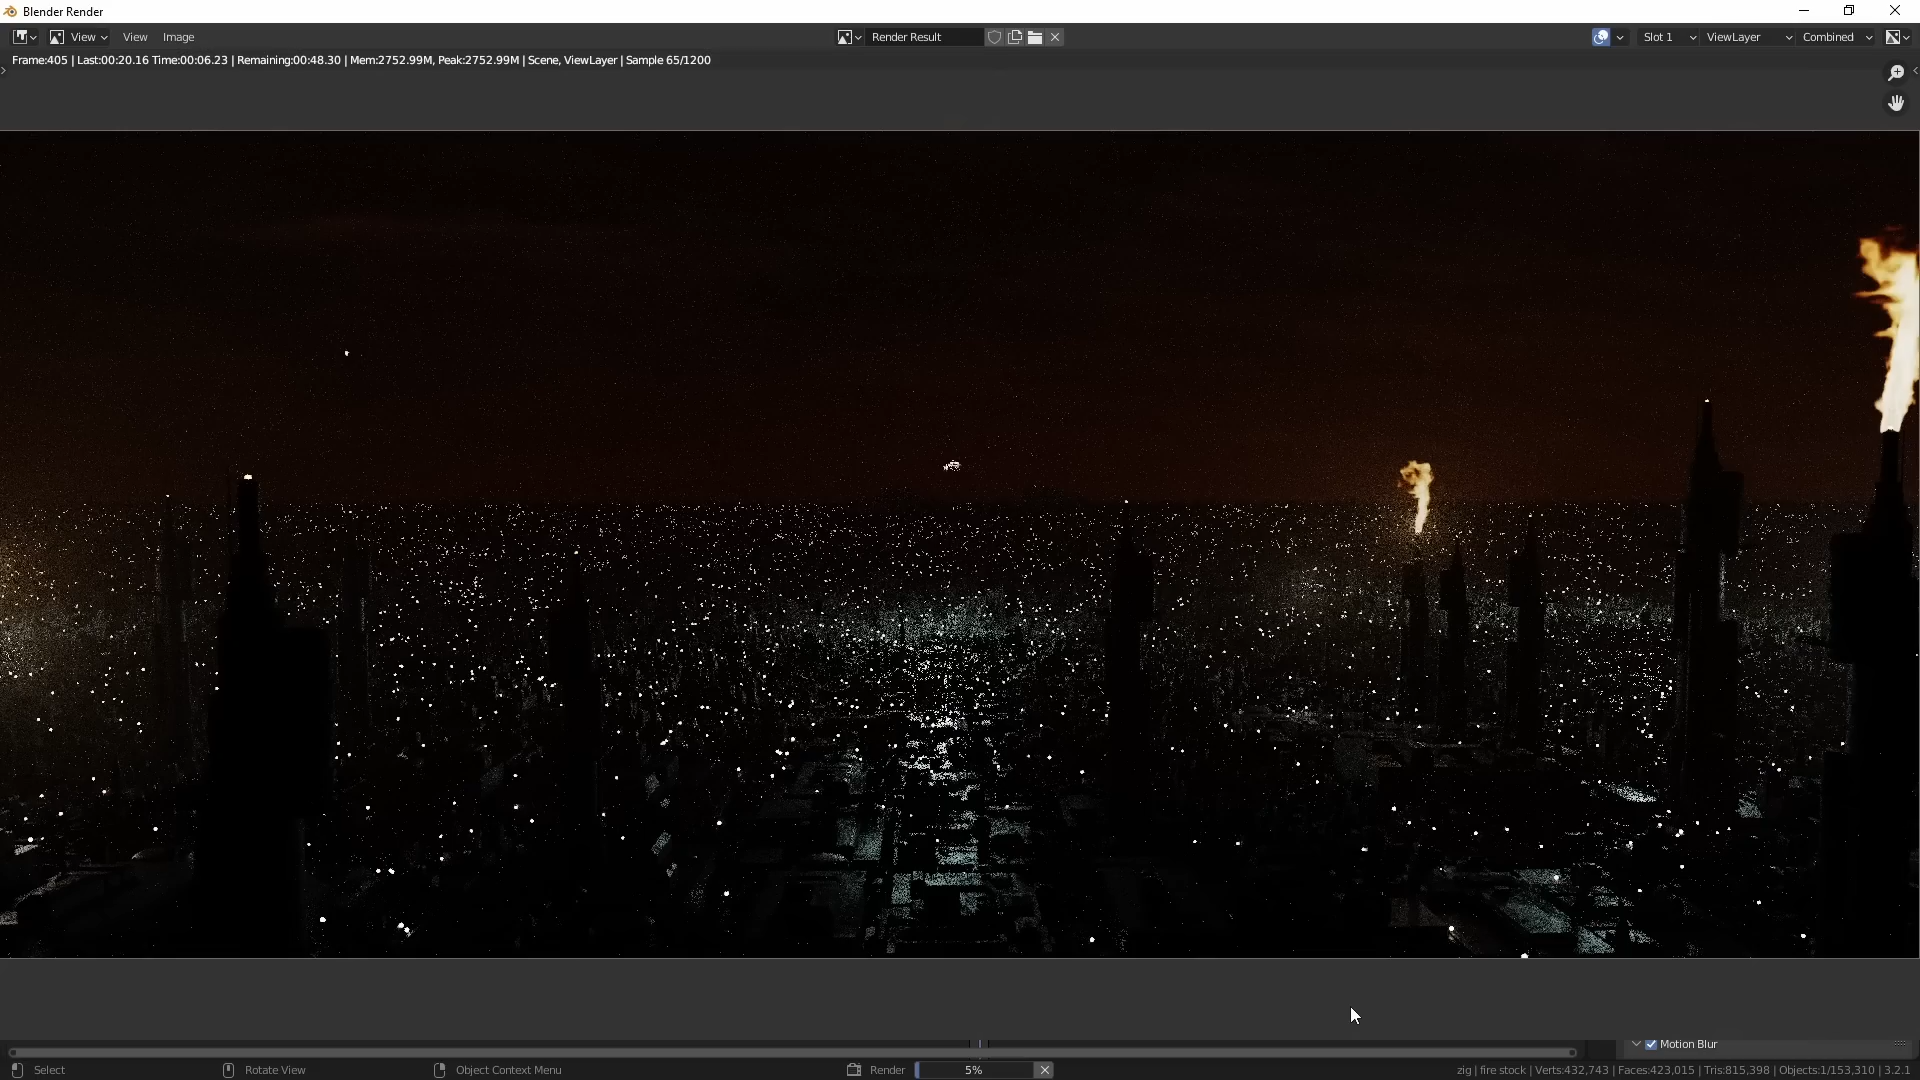 Blender Render
View View Image Render Result Slot 1 ViewLayer Combined
Frame:405 | Last:00:20.16 Time:00:06.23 | Remaining:00:48.30 | Mem:2752.99M, Peak:2752.99M | Scene, ViewLayer | Sample 65/1200
Motion Blur
Select Rotate View Object Context Menu Render 5% zig | fire stock | Verts:432,743 | Faces:423,015 | Tris:815,398 | Objects:1/153,310 | 3.2.1